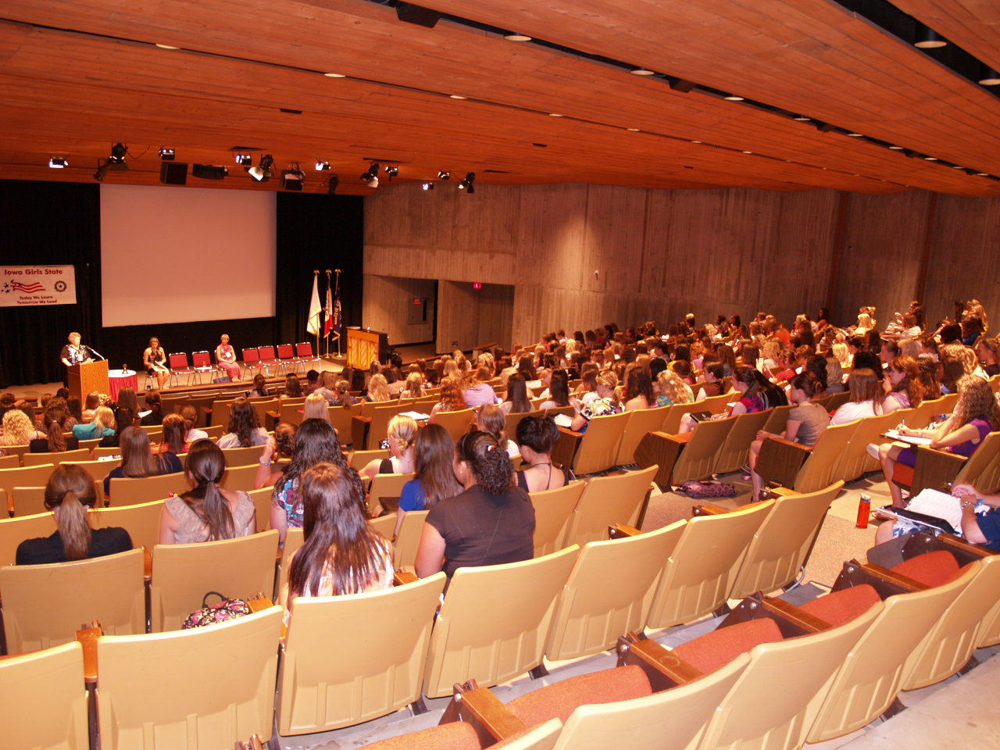 Iowa Girls State
Today We Learn
Tomorrow We Lead